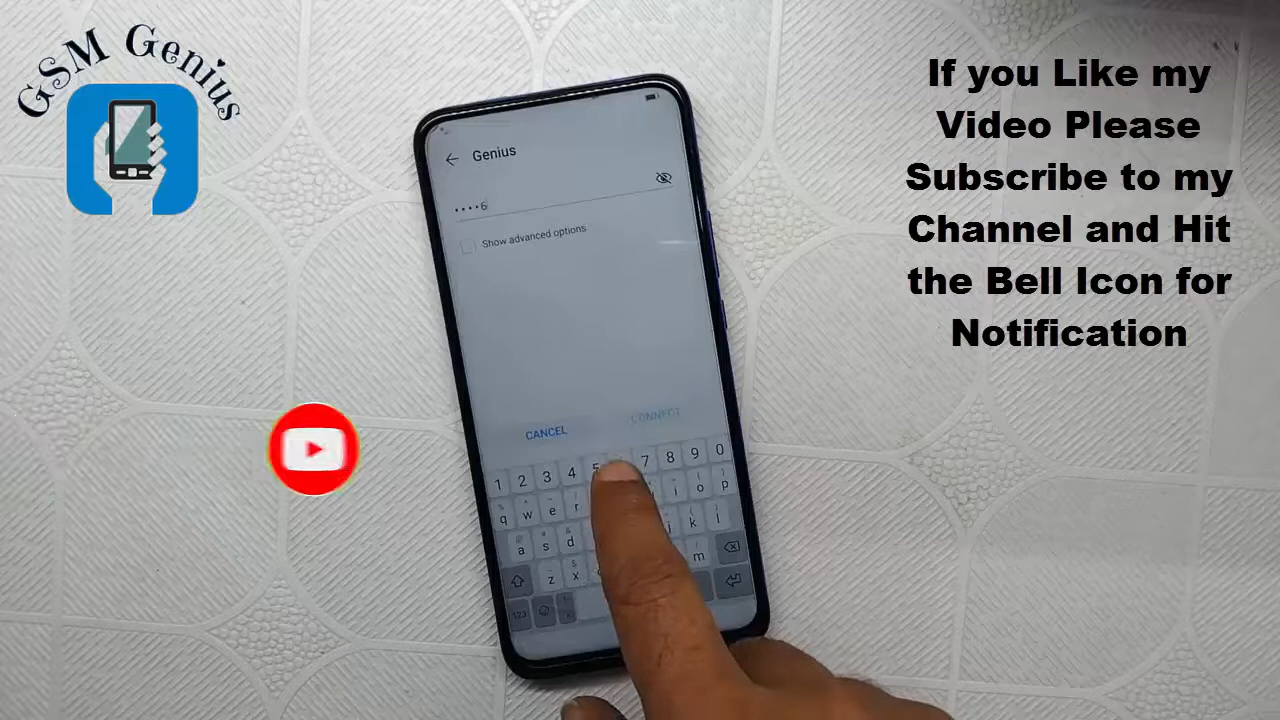 GSM Genius
If you Like my
Video Please
Subscribe to my
Channel and Hit
the Bell Icon for
Notification
Genius
••••6
Show advanced options
CANCEL CONNECT
1 2 3 4 5 7 8 9 0
q w e r i o p
a s d j k l
z x m
123